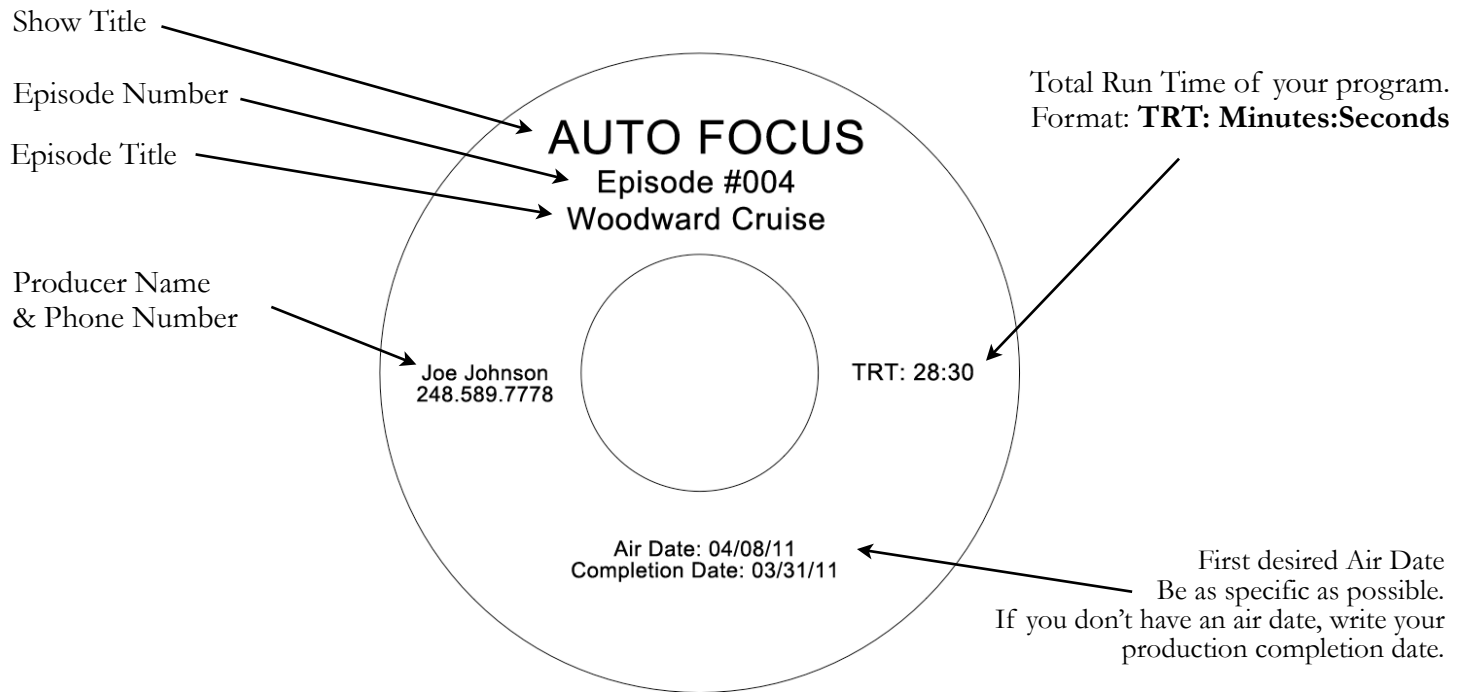 Show Title
Episode Number
Episode Title
Producer Name
& Phone Number
Total Run Time of your program.
Format: TRT: Minutes:Seconds
AUTO FOCUS
Episode #004
Woodward Cruise
Joe Johnson
248.589.7778
TRT: 28:30
Air Date: 04/08/11
Completion Date: 03/31/11
First desired Air Date
Be as specific as possible.
If you don't have an air date, write your
production completion date.